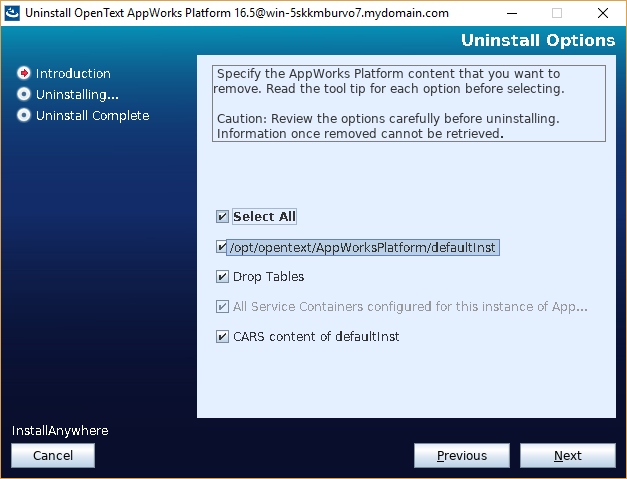 Uninstall OpenText AppWorks Platform 16.5@win-5skkmburvo7.mydomain.com
Uninstall Options
Introduction
Uninstalling...
Uninstall Complete
Specify the AppWorks Platform content that you want to
remove. Read the tool tip for each option before selecting.
Caution: Review the options carefully before uninstalling.
Information once removed cannot be retrieved.
Select All
/opt/opentext/AppWorksPlatform/defaultInst
Drop Tables
All Service Containers configured for this instance of App...
CARS content of defaultInst
InstallAnywhere
Cancel
Previous
Next